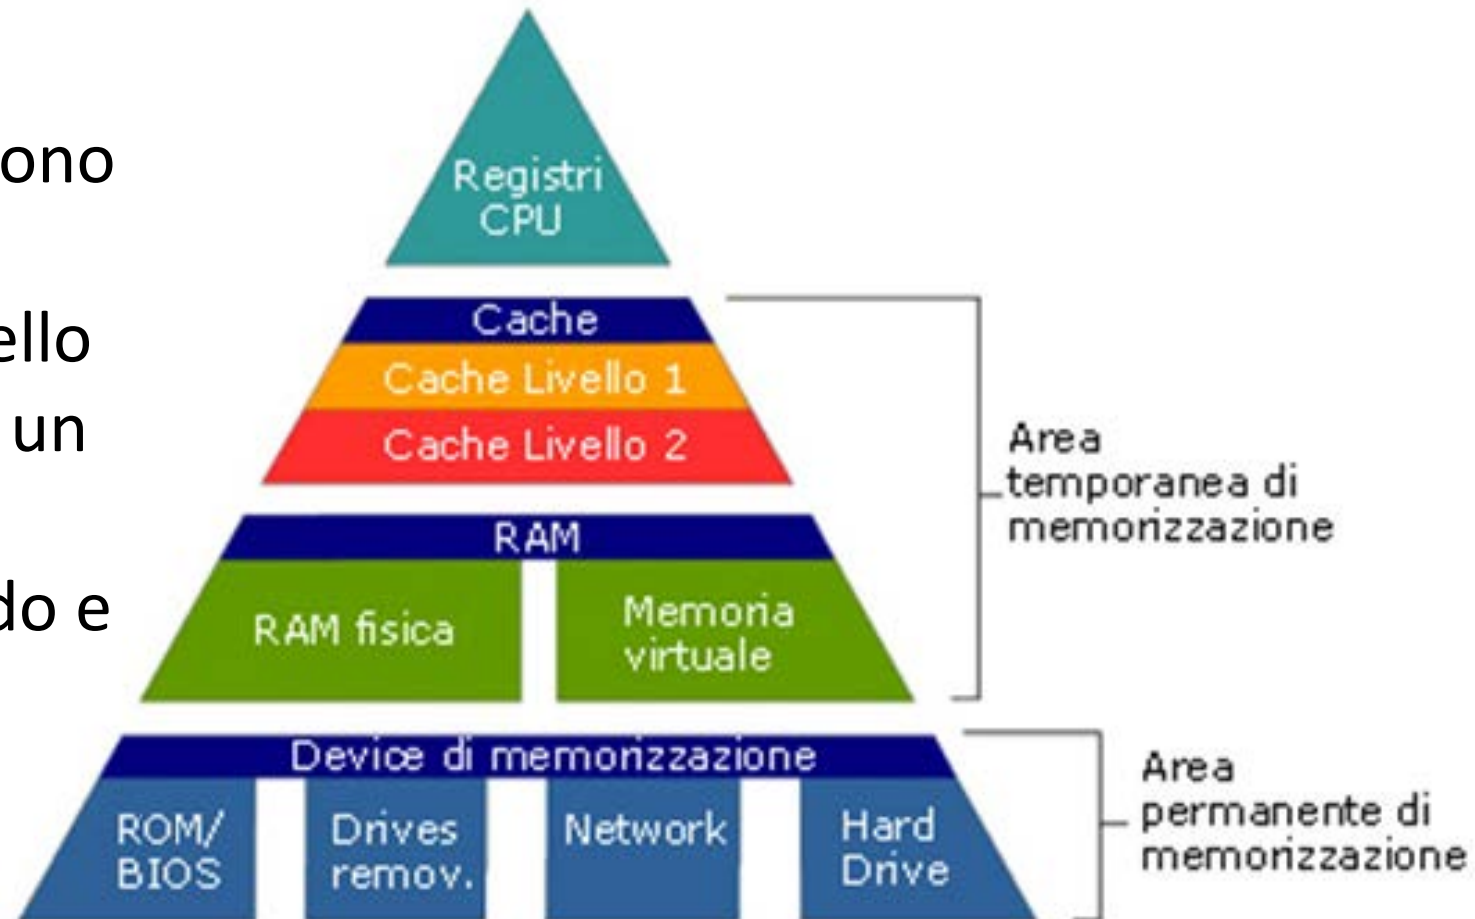 ono
ello
un
do e
Registri
CPU
Cache
Cache Livello 1
Cache Livello 2
RAM
RAM fisica
Memoria
virtuale
Area
temporanea di
memorizzazione
Device di memorizzazione
ROM/
BIOS
Drives
remov.
Network
Hard
Drive
Area
permanente di
memorizzazione